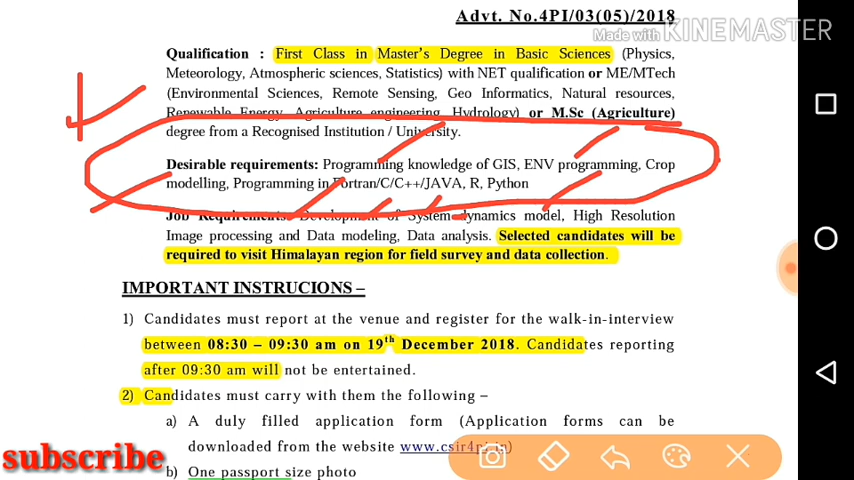 Advt. No.4PI/03(05)/2018
Made with KINEMASTER
Qualification : First Class in Master's Degree in Basic Sciences (Physics,
Meteorology, Atmospheric sciences, Statistics) with NET qualification or ME/MTech
(Environmental Sciences, Remote Sensing, Geo Informatics, Natural resources,
Renewable Energy, Agriculture engineering, Hydrology) or M.Sc (Agriculture)
degree from a Recognised Institution / University.
Desirable requirements: Programming knowledge of GIS, ENV programming, Crop
modelling, Programming in Fortran/C/C++/JAVA, R, Python
Job Requirements: Development of System dynamics model, High Resolution
Image processing and Data modeling, Data analysis. Selected candidates will be
required to visit Himalayan region for field survey and data collection.
IMPORTANT INSTRUCIONS –
1) Candidates must report at the venue and register for the walk-in-interview
between 08:30 – 09:30 am on 19th December 2018. Candidates reporting
after 09:30 am will not be entertained.
2) Candidates must carry with them the following –
a) A duly filled application form (Application forms can be
downloaded from the website www.csir4pi.in)
subscribe
b) One passport size photo